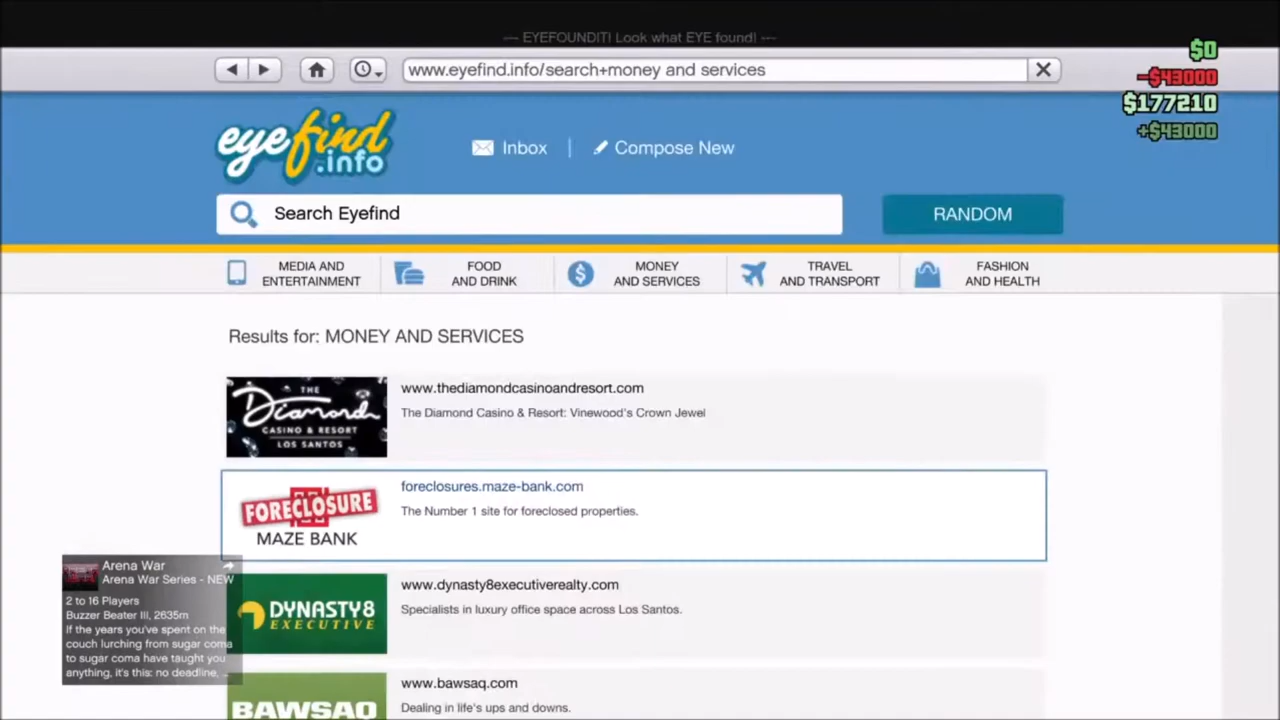 --- EYEFOUNDIT! Look what EYE found! ---
www.eyefind.info/search+money and services
$0
-$43000
$177210
+$43000
eyefind
.info
Inbox
Compose New
Search Eyefind
RANDOM
MEDIA AND
ENTERTAINMENT
FOOD
AND DRINK
MONEY
AND SERVICES
TRAVEL
AND TRANSPORT
FASHION
AND HEALTH
Results for: MONEY AND SERVICES
THE
Diamond
CASINO & RESORT
LOS SANTOS
www.thediamondcasinoandresort.com
The Diamond Casino & Resort: Vinewood's Crown Jewel
FORECLOSURE
MAZE BANK
foreclosures.maze-bank.com
The Number 1 site for foreclosed properties.
Arena War
Arena War Series - NEW
2 to 16 Players
Buzzer Beater III, 2635m
If the years you've spent on the
couch lurching from sugar coma
to sugar coma have taught you
anything, it's this: no deadline, ...
DYNASTY8
EXECUTIVE
www.dynasty8executiverealty.com
Specialists in luxury office space across Los Santos.
BAWSAQ
www.bawsaq.com
Dealing in life's ups and downs.